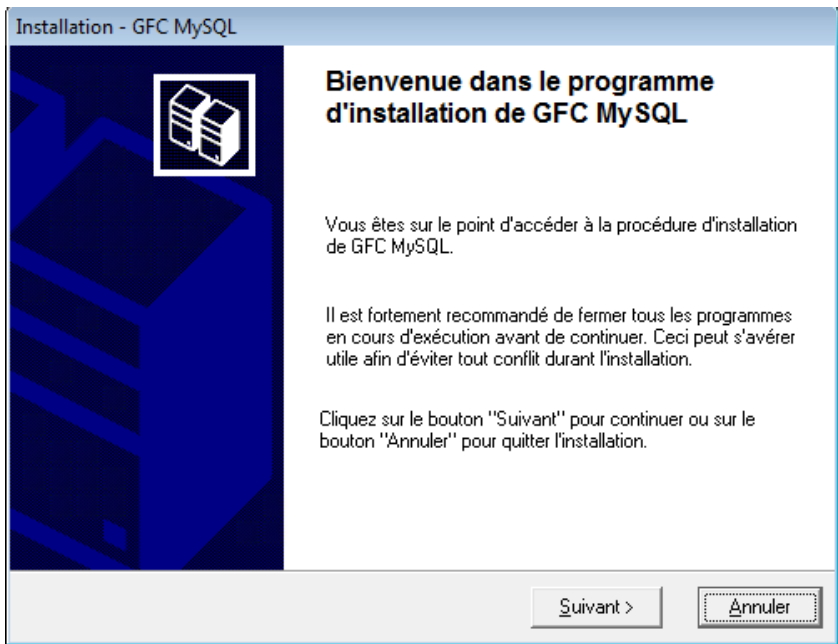 Installation - GFC MySQL
Bienvenue dans le programme
d'installation de GFC MySQL
Vous êtes sur le point d'accéder à la procédure d'installation
de GFC MySQL.
Il est fortement recommandé de fermer tous les programmes
en cours d'exécution avant de continuer. Ceci peut s'avérer
utile afin d'éviter tout conflit durant l'installation.
Cliquez sur le bouton "Suivant" pour continuer ou sur le
bouton "Annuler" pour quitter l'installation.
Suivant >
Annuler